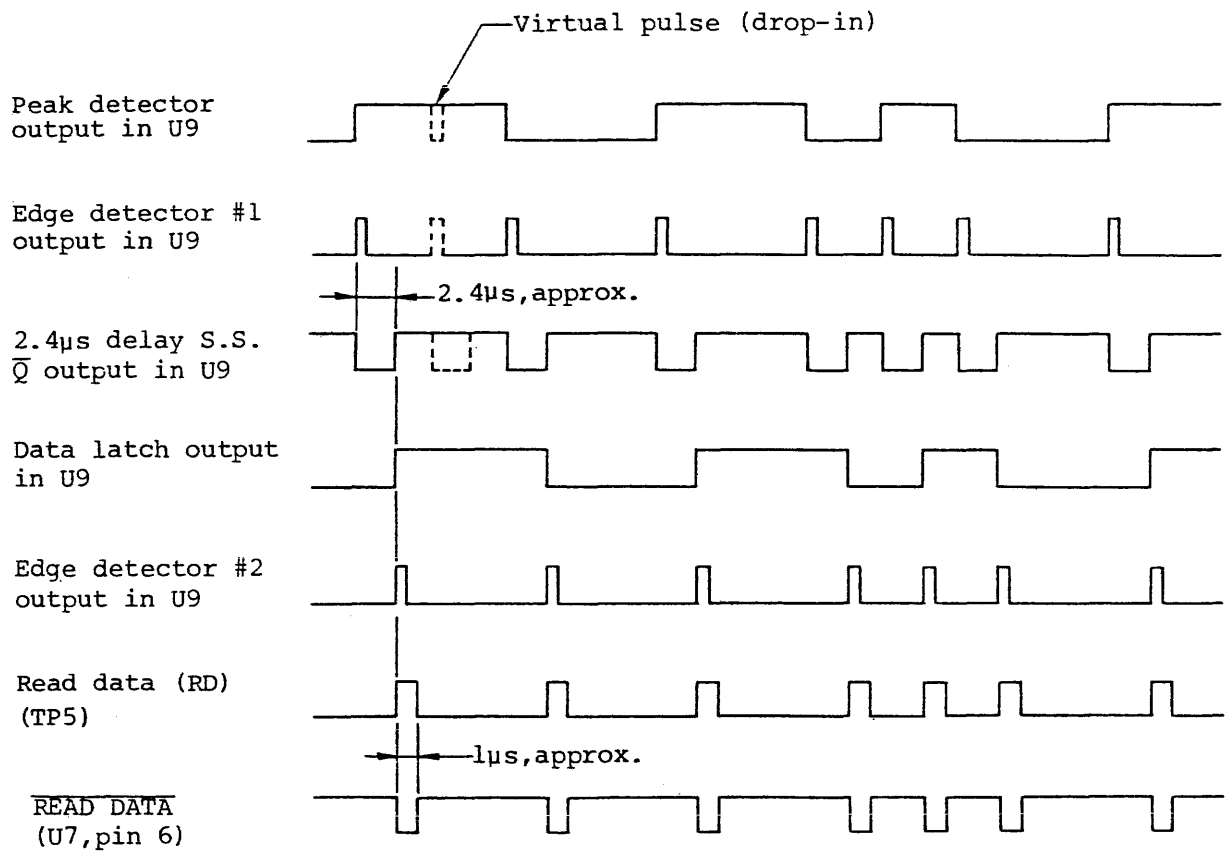 Virtual pulse (drop-in)
Peak detector
output in U9
Edge detector #1
output in U9
2.4μs,approx.
2.4μs delay S.S.
Q̅ output in U9
Data latch output
in U9
Edge detector #2
output in U9
Read data (RD)
(TP5)
1μs,approx.
R̅E̅A̅D̅ ̅D̅A̅T̅A̅
(U7,pin 6)